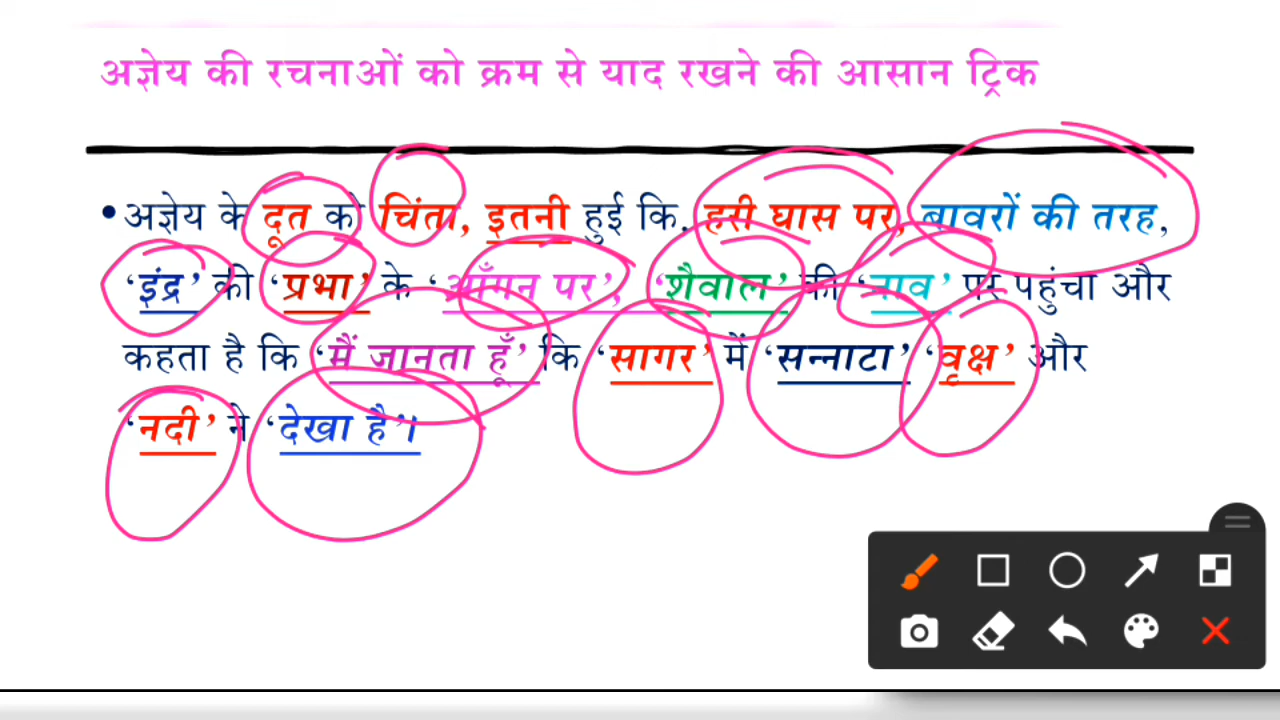 अज्ञेय की रचनाओं को क्रम से याद रखने की आसान ट्रिक
•अज्ञेय के दूत को चिंता, इतनी हुई कि, हरी घास पर, बावरों की तरह,
‘इंद्र’ की ‘प्रभा’ के ‘आँगन पर’, ‘शैवाल’ की ‘नाव’ पर पहुंचा और
कहता है कि ‘मैं जानता हूँ’ कि ‘सागर’ में ‘सन्नाटा’ ‘वृक्ष’ और
‘नदी’ ने ‘देखा है’।